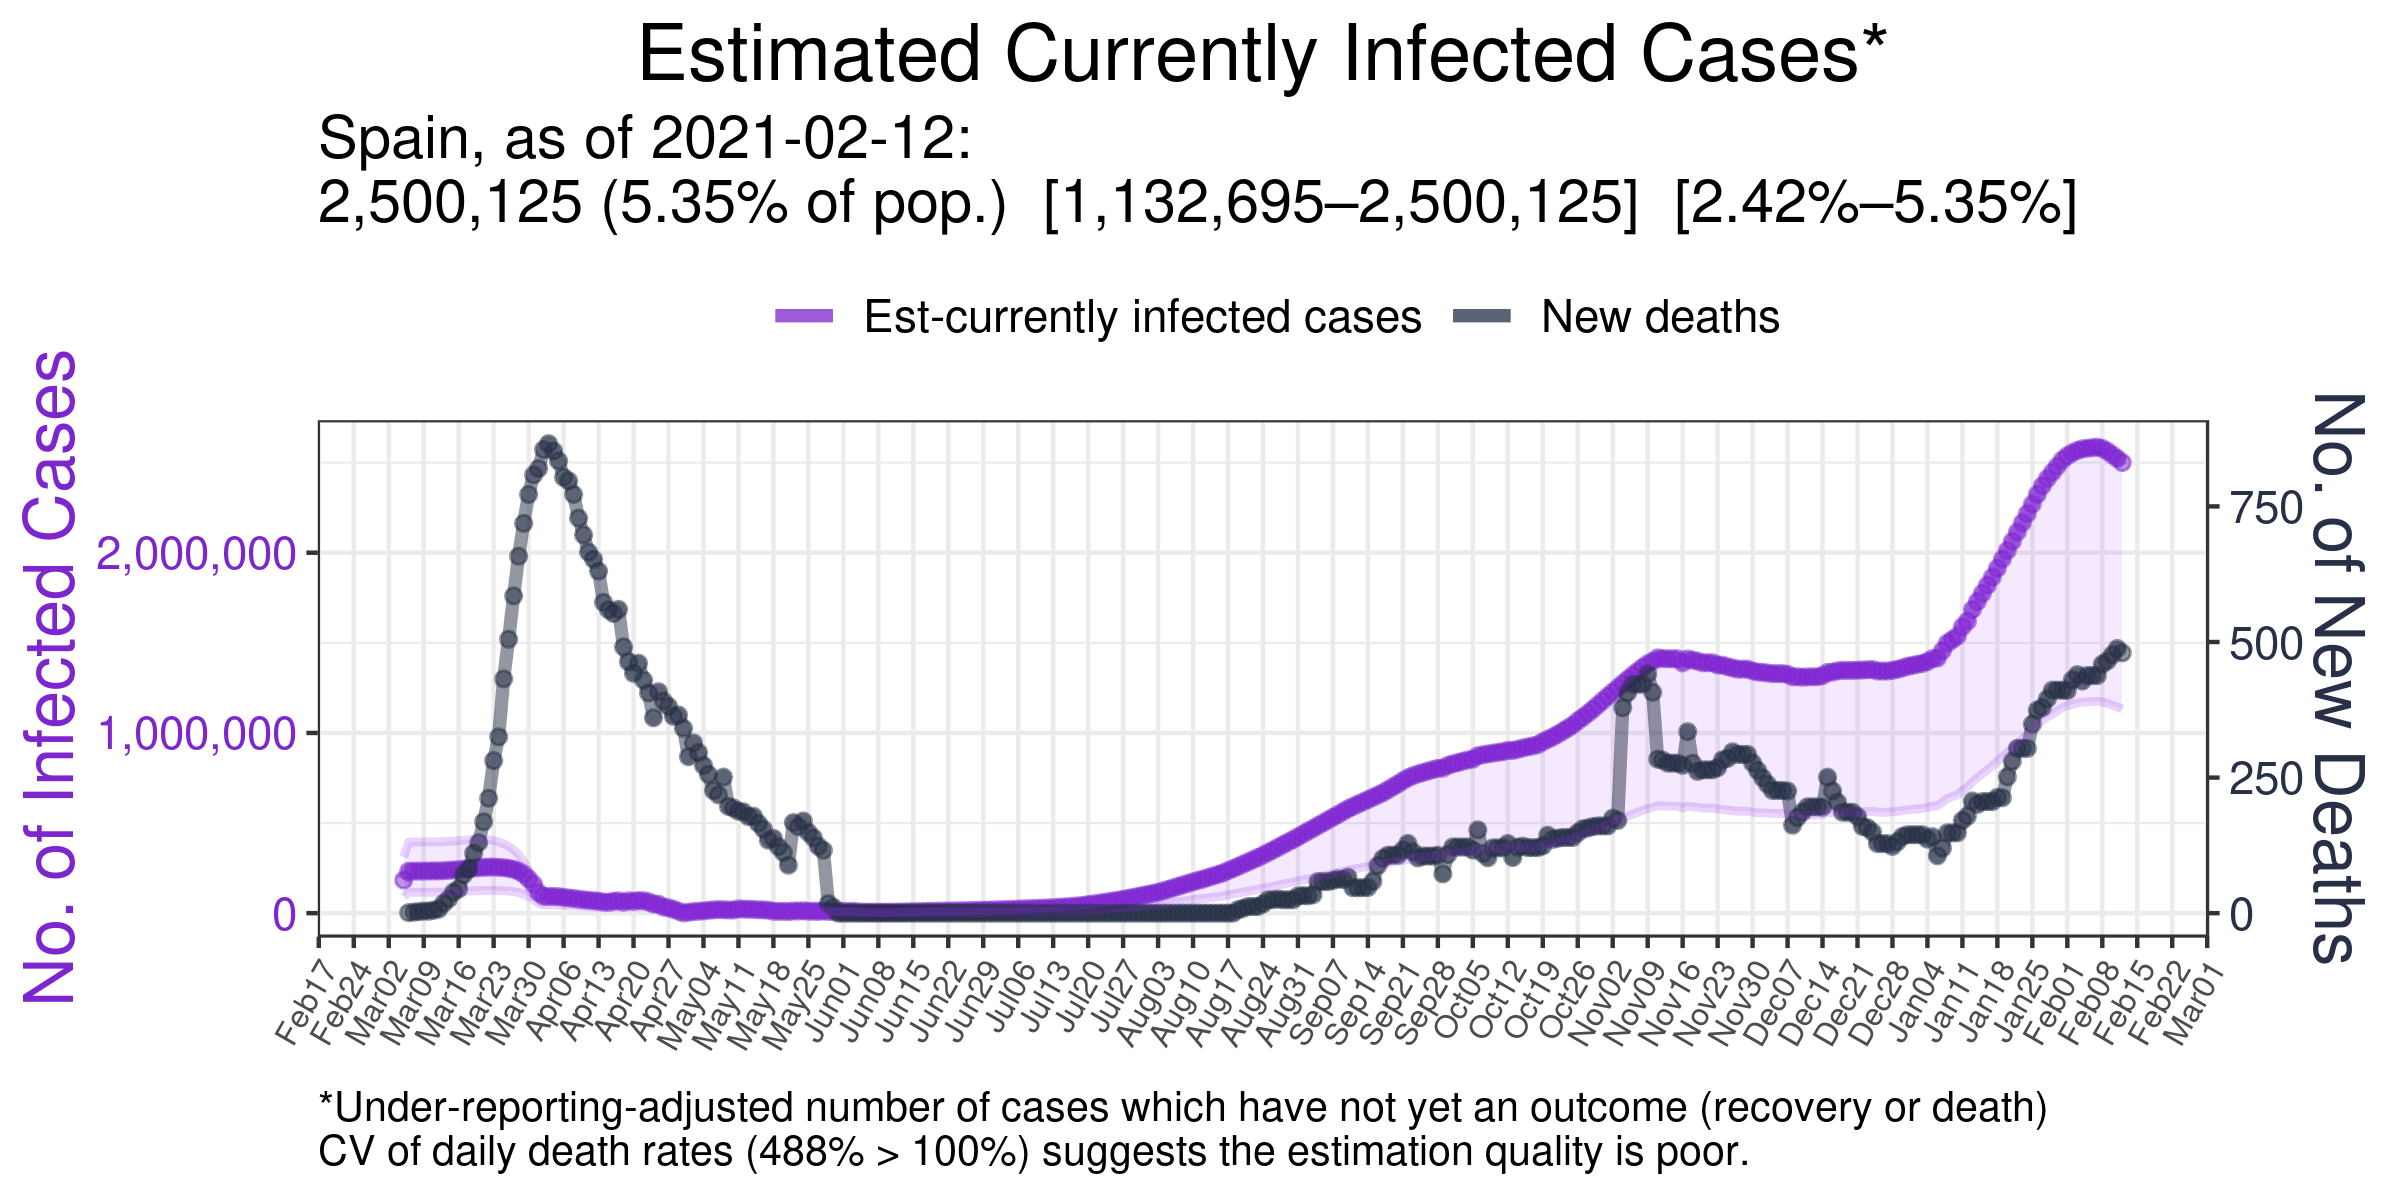 Estimated Currently Infected Cases*
Spain, as of 2021-02-12:
2,500,125 (5.35% of pop.)  [1,132,695–2,500,125]  [2.42%–5.35%]
Est-currently infected cases
New deaths
No. of Infected Cases
2,000,000
1,000,000
0
750
500
250
0
No. of New Deaths
Feb17
Feb24
Mar02
Mar09
Mar16
Mar23
Mar30
Apr06
Apr13
Apr20
Apr27
May04
May11
May18
May25
Jun01
Jun08
Jun15
Jun22
Jun29
Jul06
Jul13
Jul20
Jul27
Aug03
Aug10
Aug17
Aug24
Aug31
Sep07
Sep14
Sep21
Sep28
Oct05
Oct12
Oct19
Oct26
Nov02
Nov09
Nov16
Nov23
Nov30
Dec07
Dec14
Dec21
Dec28
Jan04
Jan11
Jan18
Jan25
Feb01
Feb08
Feb15
Feb22
Mar01
*Under-reporting-adjusted number of cases which have not yet an outcome (recovery or death)
CV of daily death rates (488% > 100%) suggests the estimation quality is poor.